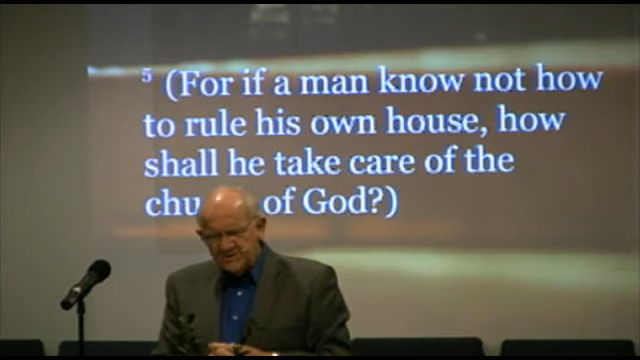 5 (For if a man know not how
to rule his own house, how
shall he take care of the
chu of God?)